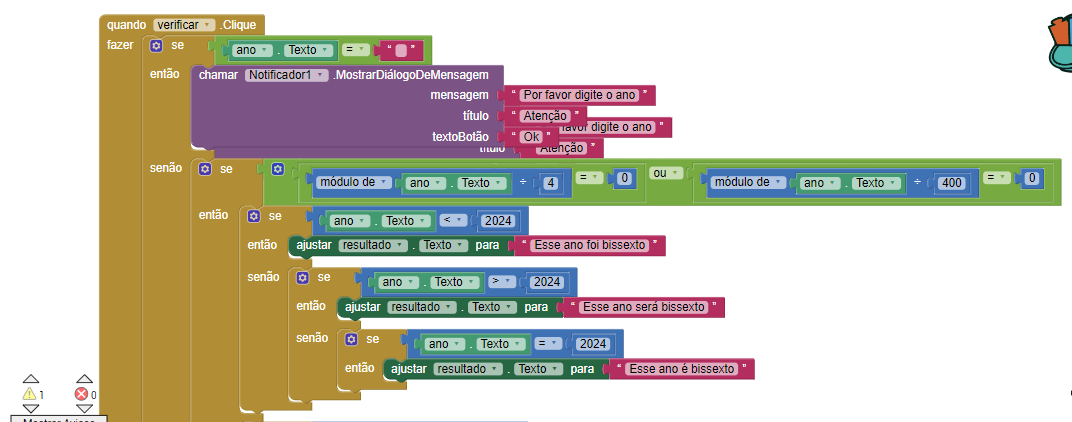 quando verificar .Clique
fazer se ano . Texto = " "
então chamar Notificador1 .MostrarDiálogoDeMensagem
mensagem " Por favor digite o ano "
título " Atenção "
favor digite o ano "
textoBotão " Ok "
título Atenção "
senão se módulo de ano . Texto ÷ 4 = 0 ou módulo de ano . Texto ÷ 400 = 0
então se ano . Texto < 2024
então ajustar resultado . Texto para " Esse ano foi bissexto "
senão se ano . Texto > 2024
então ajustar resultado . Texto para " Esse ano será bissexto "
senão se ano . Texto = 2024
então ajustar resultado . Texto para " Esse ano é bissexto "
1 0
Mostrar Avisos